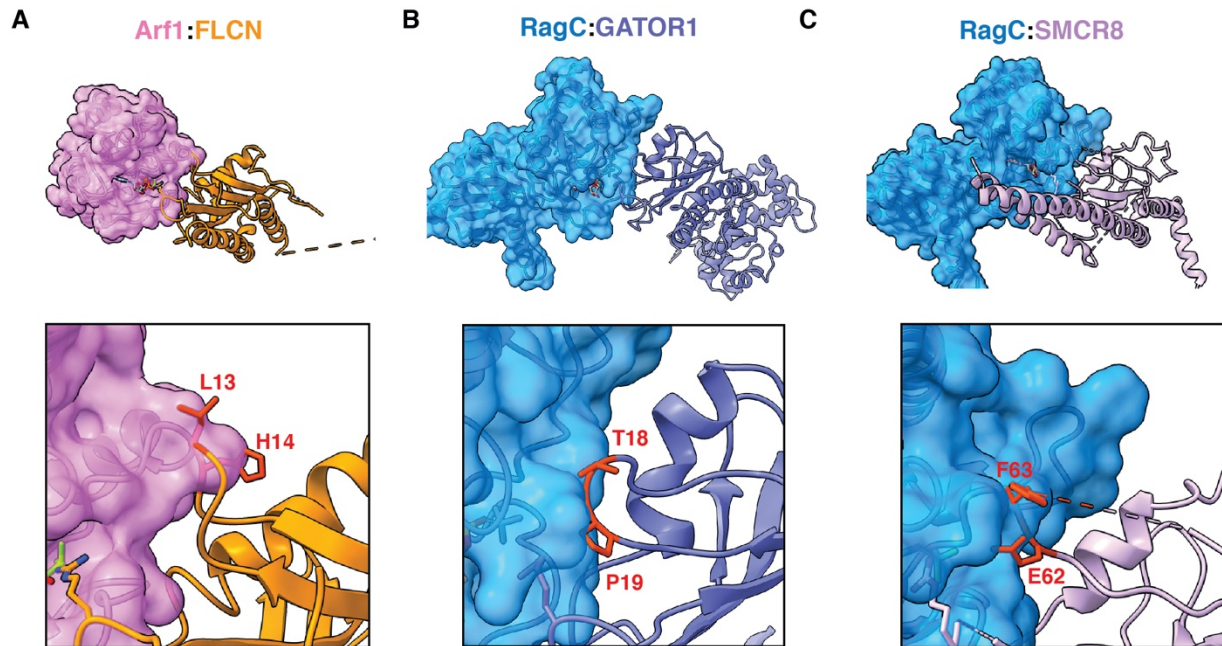 A
Arf1:FLCN
B
RagC:GATOR1
C
RagC:SMCR8
L13
H14
T18
P19
F63
E62